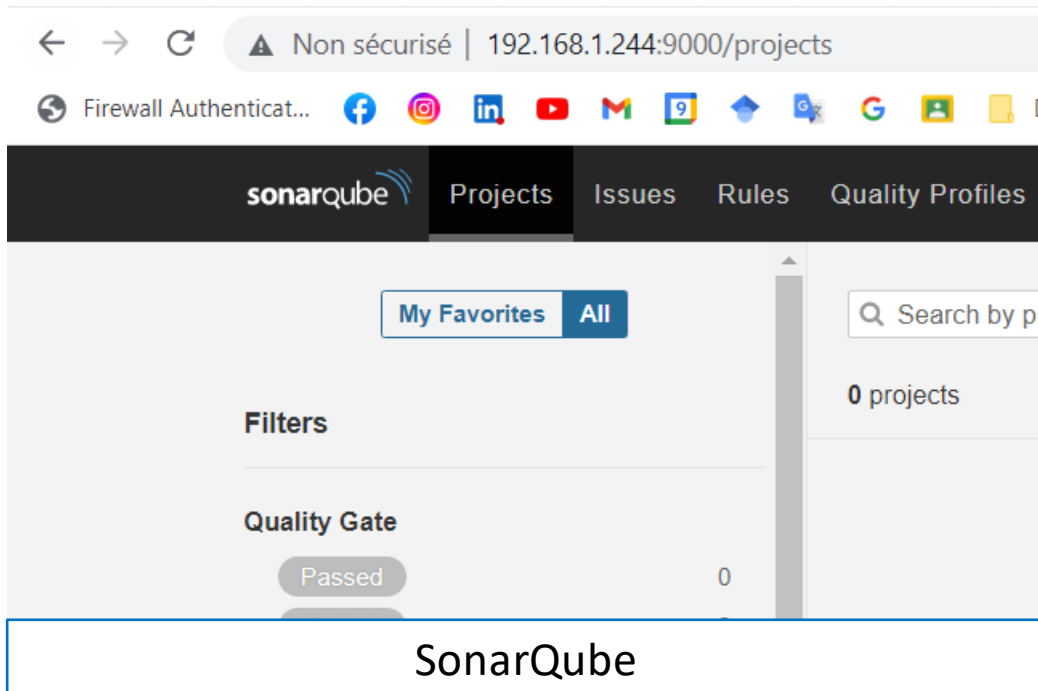 Non sécurisé | 192.168.1.244:9000/projects
Firewall Authenticat...
sonarqube Projects Issues Rules Quality Profiles
My Favorites All
Search by p
0 projects
Filters
Quality Gate
Passed 0
SonarQube